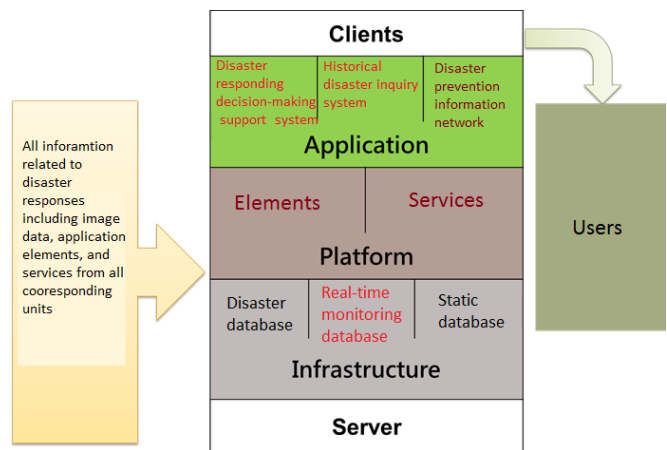 Clients
Disaster
responding
decision-making
support system
Historical
disaster inquiry
system
Disaster
prevention
information
network
Application
All inforamtion
related to
disaster
responses
including image
data, application
elements, and
services from all
cooresponding
units
Elements
Services
Platform
Users
Disaster
database
Real-time
monitoring
database
Static
database
Infrastructure
Server